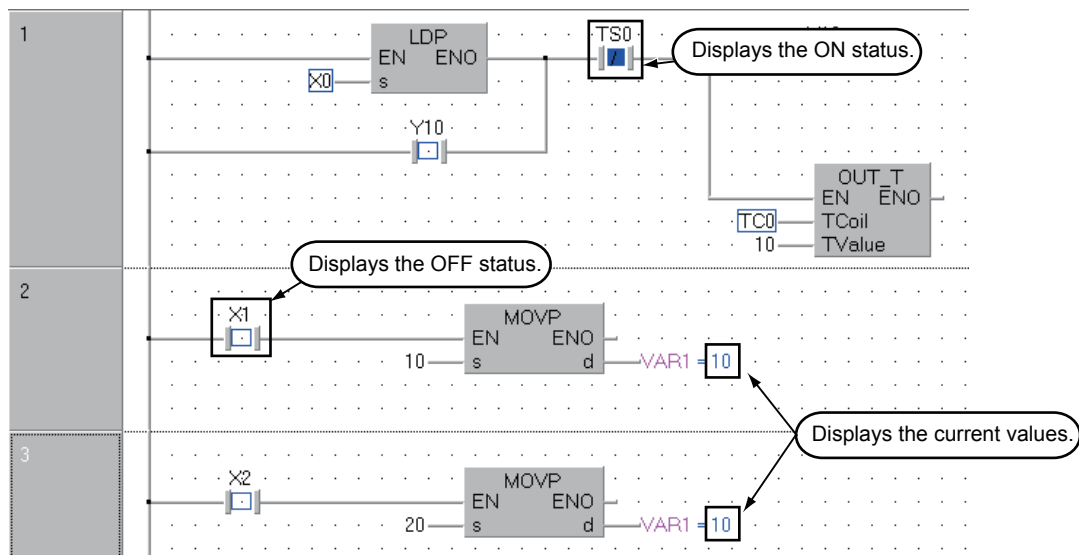 1
LDP
EN ENO
X0 s
TS0
/
Displays the ON status.
Y10
OUT_T
EN ENO
TC0 TCoil
10 TValue
Displays the OFF status.
2
X1
MOVP
EN ENO
10 s d VAR1 = 10
Displays the current values.
3
X2
MOVP
EN ENO
20 s d VAR1 = 10